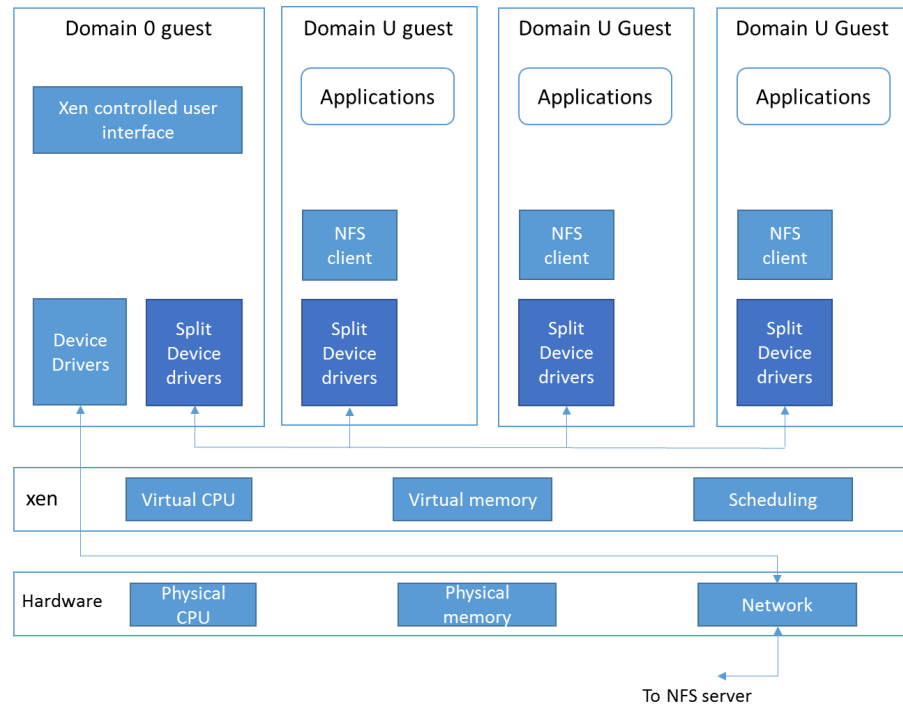 Domain 0 guest
Domain U guest
Domain U Guest
Domain U Guest
Xen controlled user
interface
Applications
Applications
Applications
NFS
client
NFS
client
NFS
client
Device
Drivers
Split
Device
drivers
Split
Device
drivers
Split
Device
drivers
Split
Device
drivers
xen
Virtual CPU
Virtual memory
Scheduling
Hardware
Physical
CPU
Physical
memory
Network
To NFS server